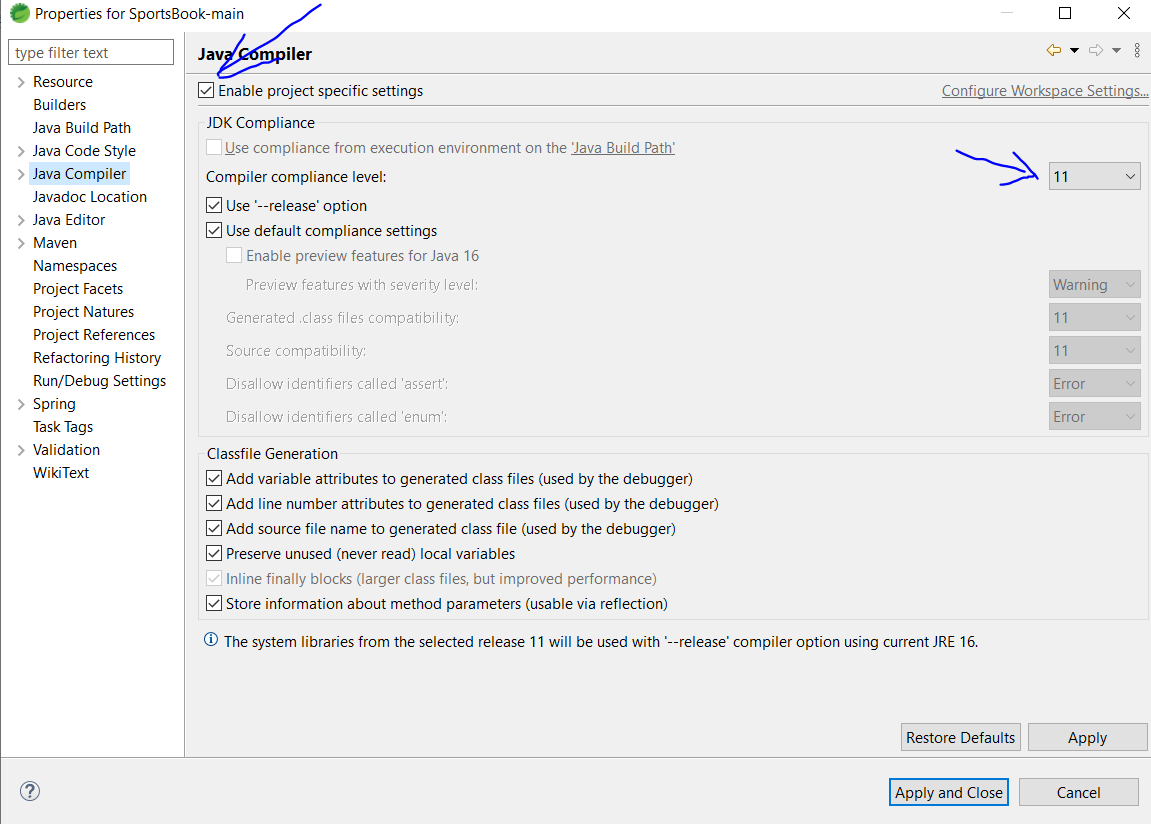 Properties for SportsBook-main
type filter text
Java Compiler
Resource
Builders
Java Build Path
Java Code Style
Java Compiler
Javadoc Location
Java Editor
Maven
Namespaces
Project Facets
Project Natures
Project References
Refactoring History
Run/Debug Settings
Spring
Task Tags
Validation
WikiText
Enable project specific settings
Configure Workspace Settings...
JDK Compliance
Use compliance from execution environment on the 'Java Build Path'
Compiler compliance level: 11
Use '--release' option
Use default compliance settings
Enable preview features for Java 16
Preview features with severity level: Warning
Generated .class files compatibility: 11
Source compatibility: 11
Disallow identifiers called 'assert': Error
Disallow identifiers called 'enum': Error
Classfile Generation
Add variable attributes to generated class files (used by the debugger)
Add line number attributes to generated class files (used by the debugger)
Add source file name to generated class file (used by the debugger)
Preserve unused (never read) local variables
Inline finally blocks (larger class files, but improved performance)
Store information about method parameters (usable via reflection)
The system libraries from the selected release 11 will be used with '--release' compiler option using current JRE 16.
Restore Defaults Apply
? Apply and Close Cancel